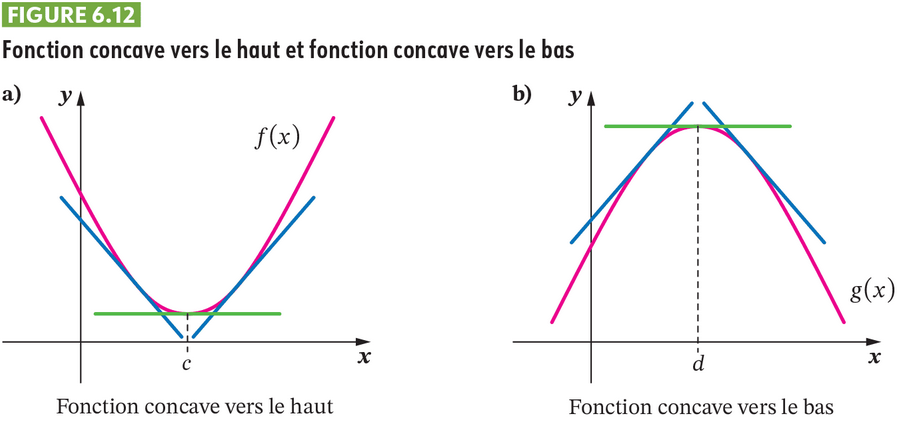 FIGURE 6.12
Fonction concave vers le haut et fonction concave vers le bas
a)
y
f(x)
c
x
Fonction concave vers le haut
b)
y
g(x)
d
x
Fonction concave vers le bas